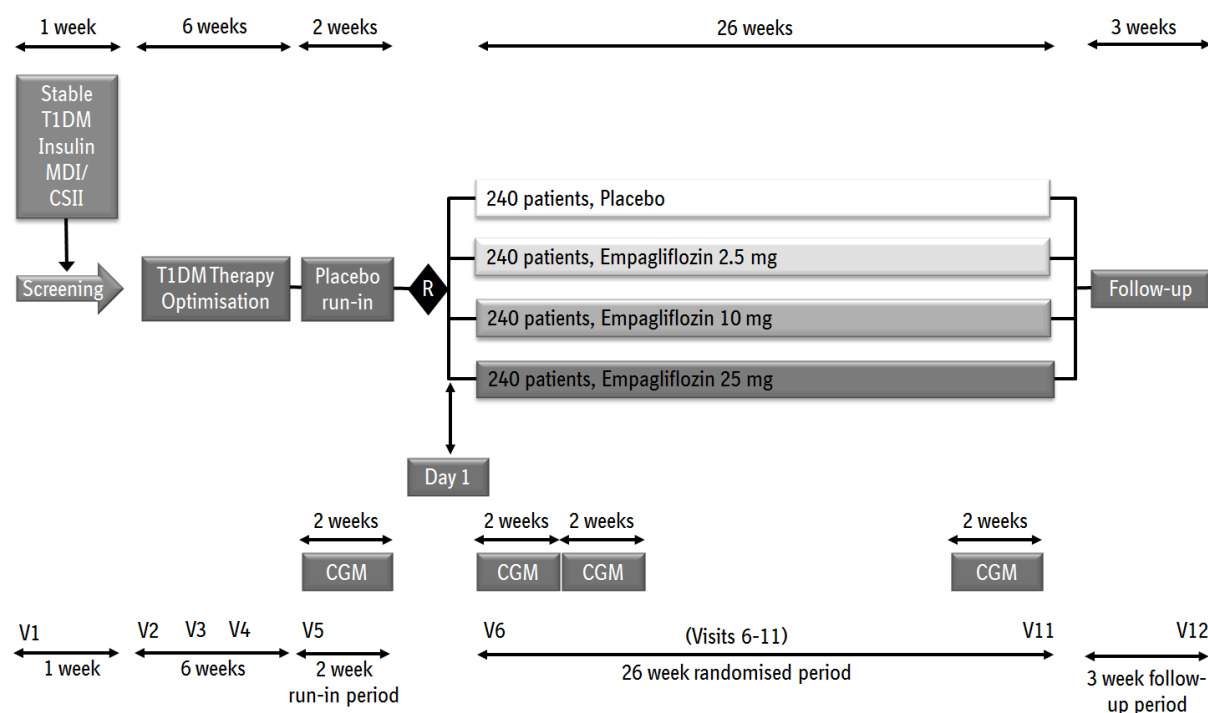 1 week
6 weeks
2 weeks
26 weeks
3 weeks
Stable
T1DM
Insulin
MDI/
CSII
240 patients, Placebo
240 patients, Empagliflozin 2.5 mg
Screening
T1DM Therapy
Optimisation
Placebo
run-in
R
Follow-up
240 patients, Empagliflozin 10 mg
240 patients, Empagliflozin 25 mg
Day 1
2 weeks
2 weeks
2 weeks
2 weeks
CGM
CGM
CGM
CGM
V1
V2
V3
V4
V5
V6
(Visits 6-11)
V11
V12
1 week
6 weeks
2 week
run-in period
26 week randomised period
3 week follow-
up period